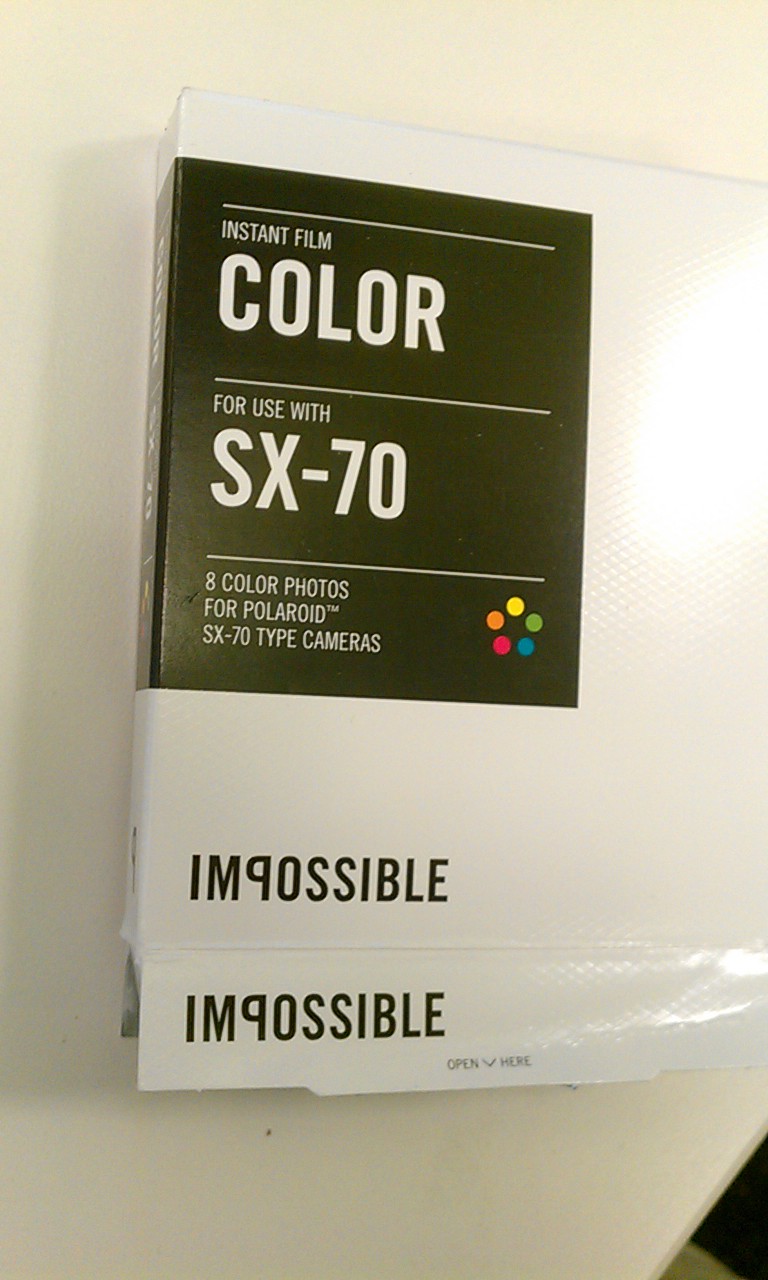 INSTANT FILM
COLOR
FOR USE WITH
SX-70
8 COLOR PHOTOS
FOR POLAROID™
SX-70 TYPE CAMERAS
IMPOSSIBLE
IMPOSSIBLE
OPEN HERE